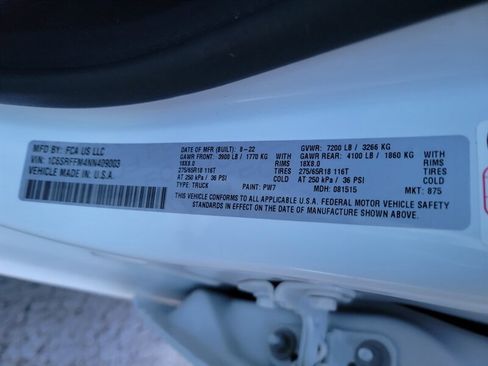 MFD BY: FCA US LLC
VIN: 1C6SRFFM4NN409003
VEHICLE MADE IN: U.S.A.
DATE OF MFR (BUILT): 8-22
GVWR: 7200 LB / 3266 KG
GAWR FRONT: 3900 LB / 1770 KG WITH
GAWR REAR: 4100 LB / 1860 KG WITH
18X8.0 RIMS
18X8.0 RIMS
275/65R18 116T TIRES
275/65R18 116T TIRES
AT 250 kPa / 36 PSI COLD
AT 250 kPa / 36 PSI COLD
TYPE: TRUCK PAINT: PW7 MDH: 081515 MKT: 875
THIS VEHICLE CONFORMS TO ALL APPLICABLE U.S.A. FEDERAL MOTOR VEHICLE SAFETY
STANDARDS IN EFFECT ON THE DATE OF MANUFACTURE SHOWN ABOVE.